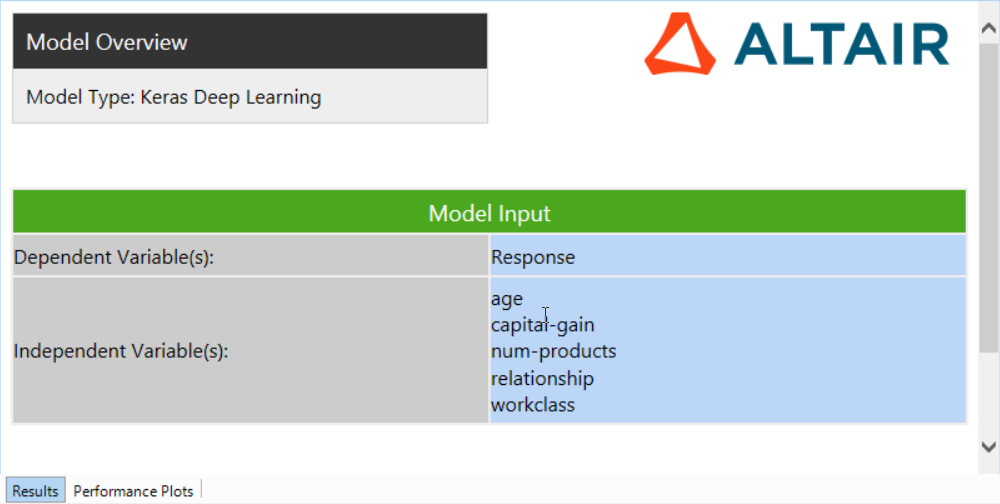 Model Overview
ALTAIR
Model Type: Keras Deep Learning
Model Input
Dependent Variable(s):
Response
Independent Variable(s):
age
capital-gain
num-products
relationship
workclass
Results
Performance Plots